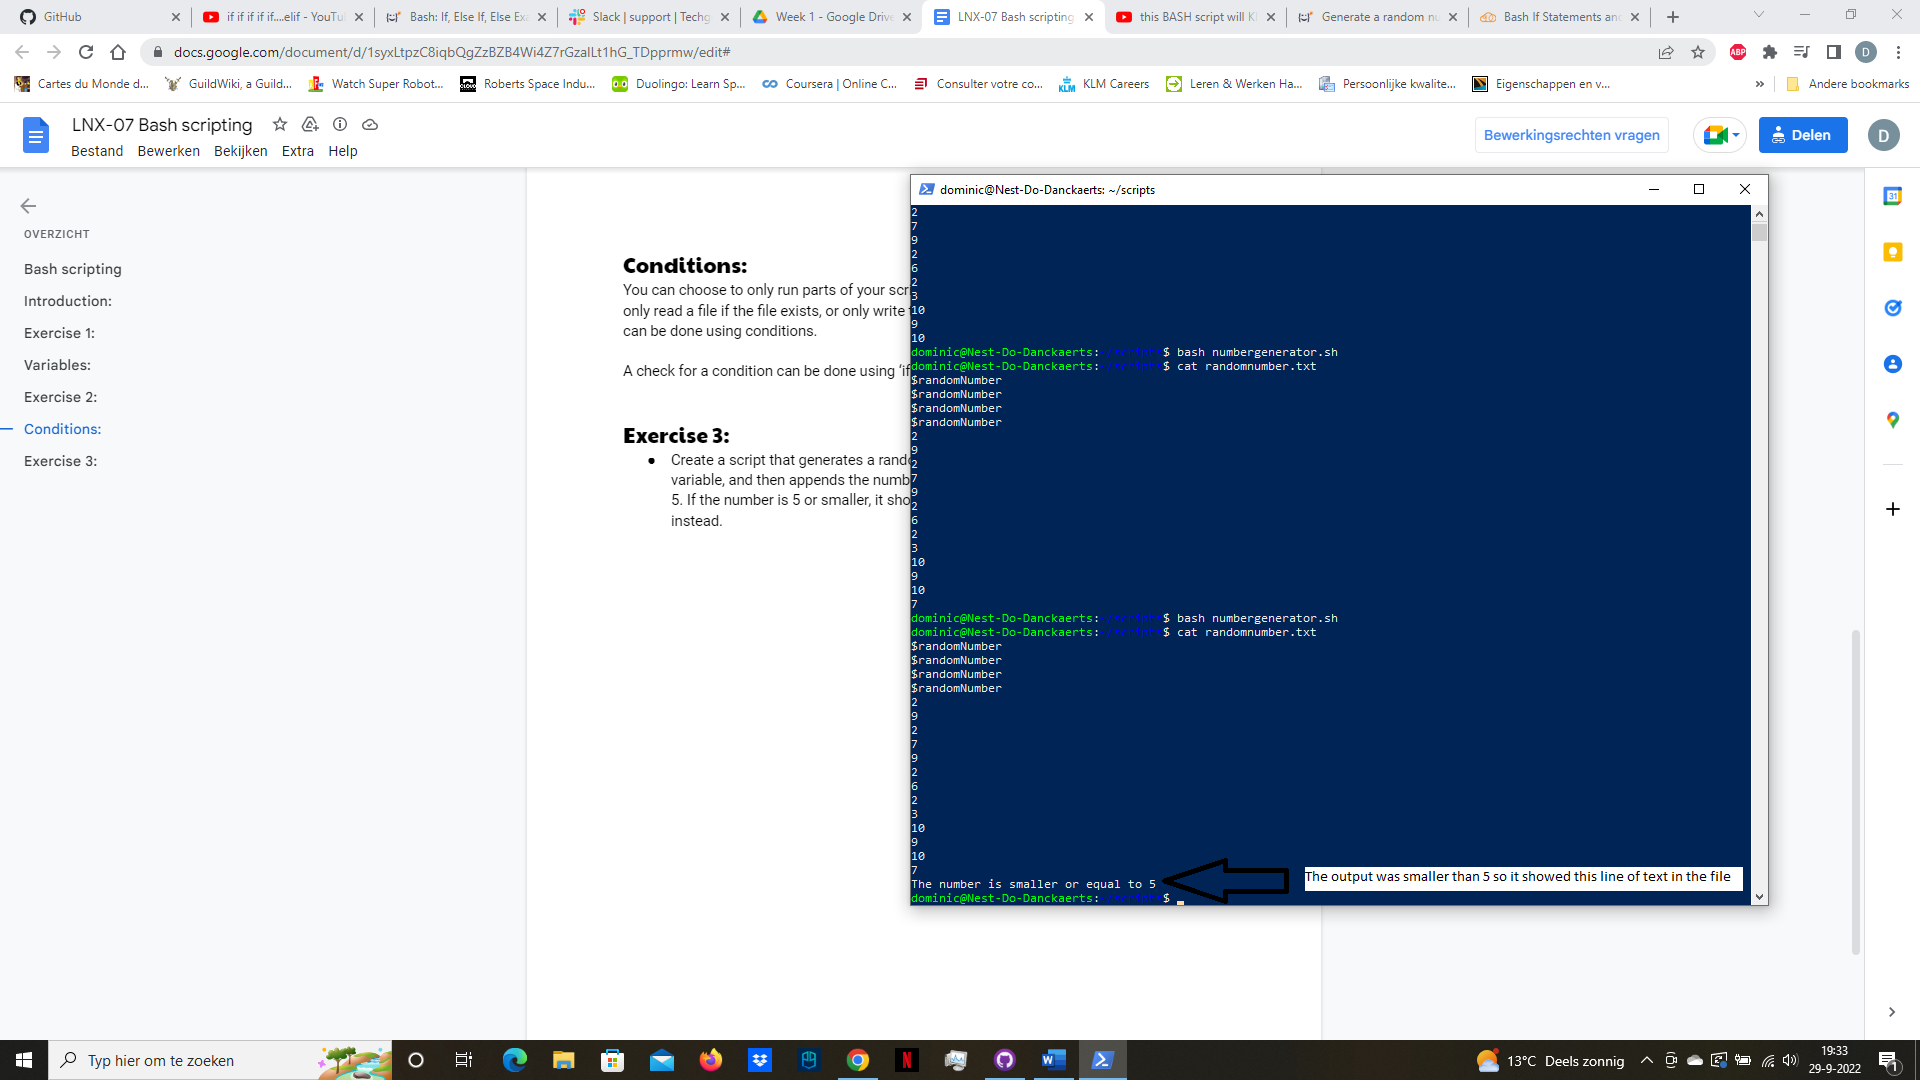 GitHub
if if if if if....elif - YouTu
Bash: If, Else If, Else Ex
Slack | support | Techg
Week 1 - Google Drive
LNX-07 Bash scripting
this BASH script will K
Generate a random nu
Bash If Statements and
docs.google.com/document/d/1syxLtpzC8iqbQgZzBZB4Wi4Z7rGzalLt1hG_TDpprmw/edit#
ABP
D
Cartes du Monde d...
GuildWiki, a Guild...
Watch Super Robot...
Roberts Space Indu...
Duolingo: Learn Sp...
Coursera | Online C...
Consulter votre co...
KLM Careers
Leren & Werken Ha...
Persoonlijke kwalite...
Eigenschappen en v...
»
Andere bookmarks
LNX-07 Bash scripting
Bestand Bewerken Bekijken Extra Help
Bewerkingsrechten vragen
Delen
D
OVERZICHT
Bash scripting
Introduction:
Exercise 1:
Variables:
Exercise 2:
Conditions:
Exercise 3:
Conditions:
You can choose to only run parts of your scr
only read a file if the file exists, or only write
can be done using conditions.
A check for a condition can be done using ‘if
Exercise 3:
● Create a script that generates a rando
variable, and then appends the numb
5. If the number is 5 or smaller, it sho
instead.
dominic@Nest-Do-Danckaerts: ~/scripts
2
7
9
2
6
2
3
10
9
10
dominic@Nest-Do-Danckaerts:~/scripts$ bash numbergenerator.sh
dominic@Nest-Do-Danckaerts:~/scripts$ cat randomnumber.txt
$randomNumber
$randomNumber
$randomNumber
$randomNumber
2
9
2
7
9
2
6
2
3
10
9
10
7
dominic@Nest-Do-Danckaerts:~/scripts$ bash numbergenerator.sh
dominic@Nest-Do-Danckaerts:~/scripts$ cat randomnumber.txt
$randomNumber
$randomNumber
$randomNumber
$randomNumber
2
9
2
7
9
2
6
2
3
10
9
10
7
The number is smaller or equal to 5
dominic@Nest-Do-Danckaerts:~/scripts$
The output was smaller than 5 so it showed this line of text in the file
31
Typ hier om te zoeken
13°C Deels zonnig
19:33
29-9-2022
1